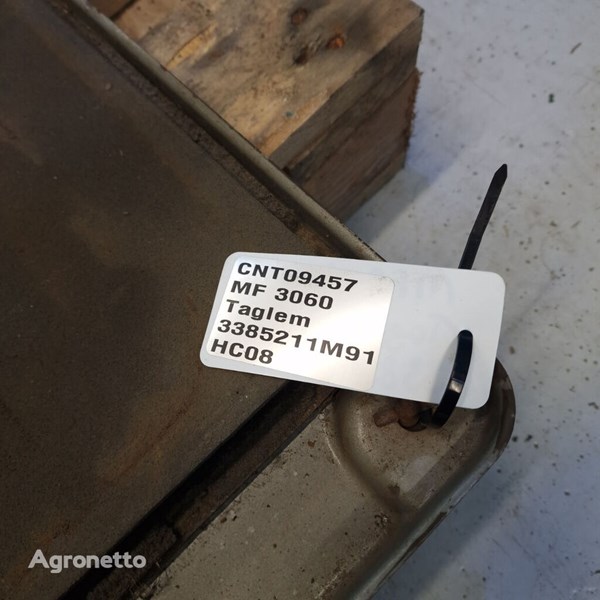 CNT09457
MF 3060
Taglem
3385211M91
HC08
Agronetto